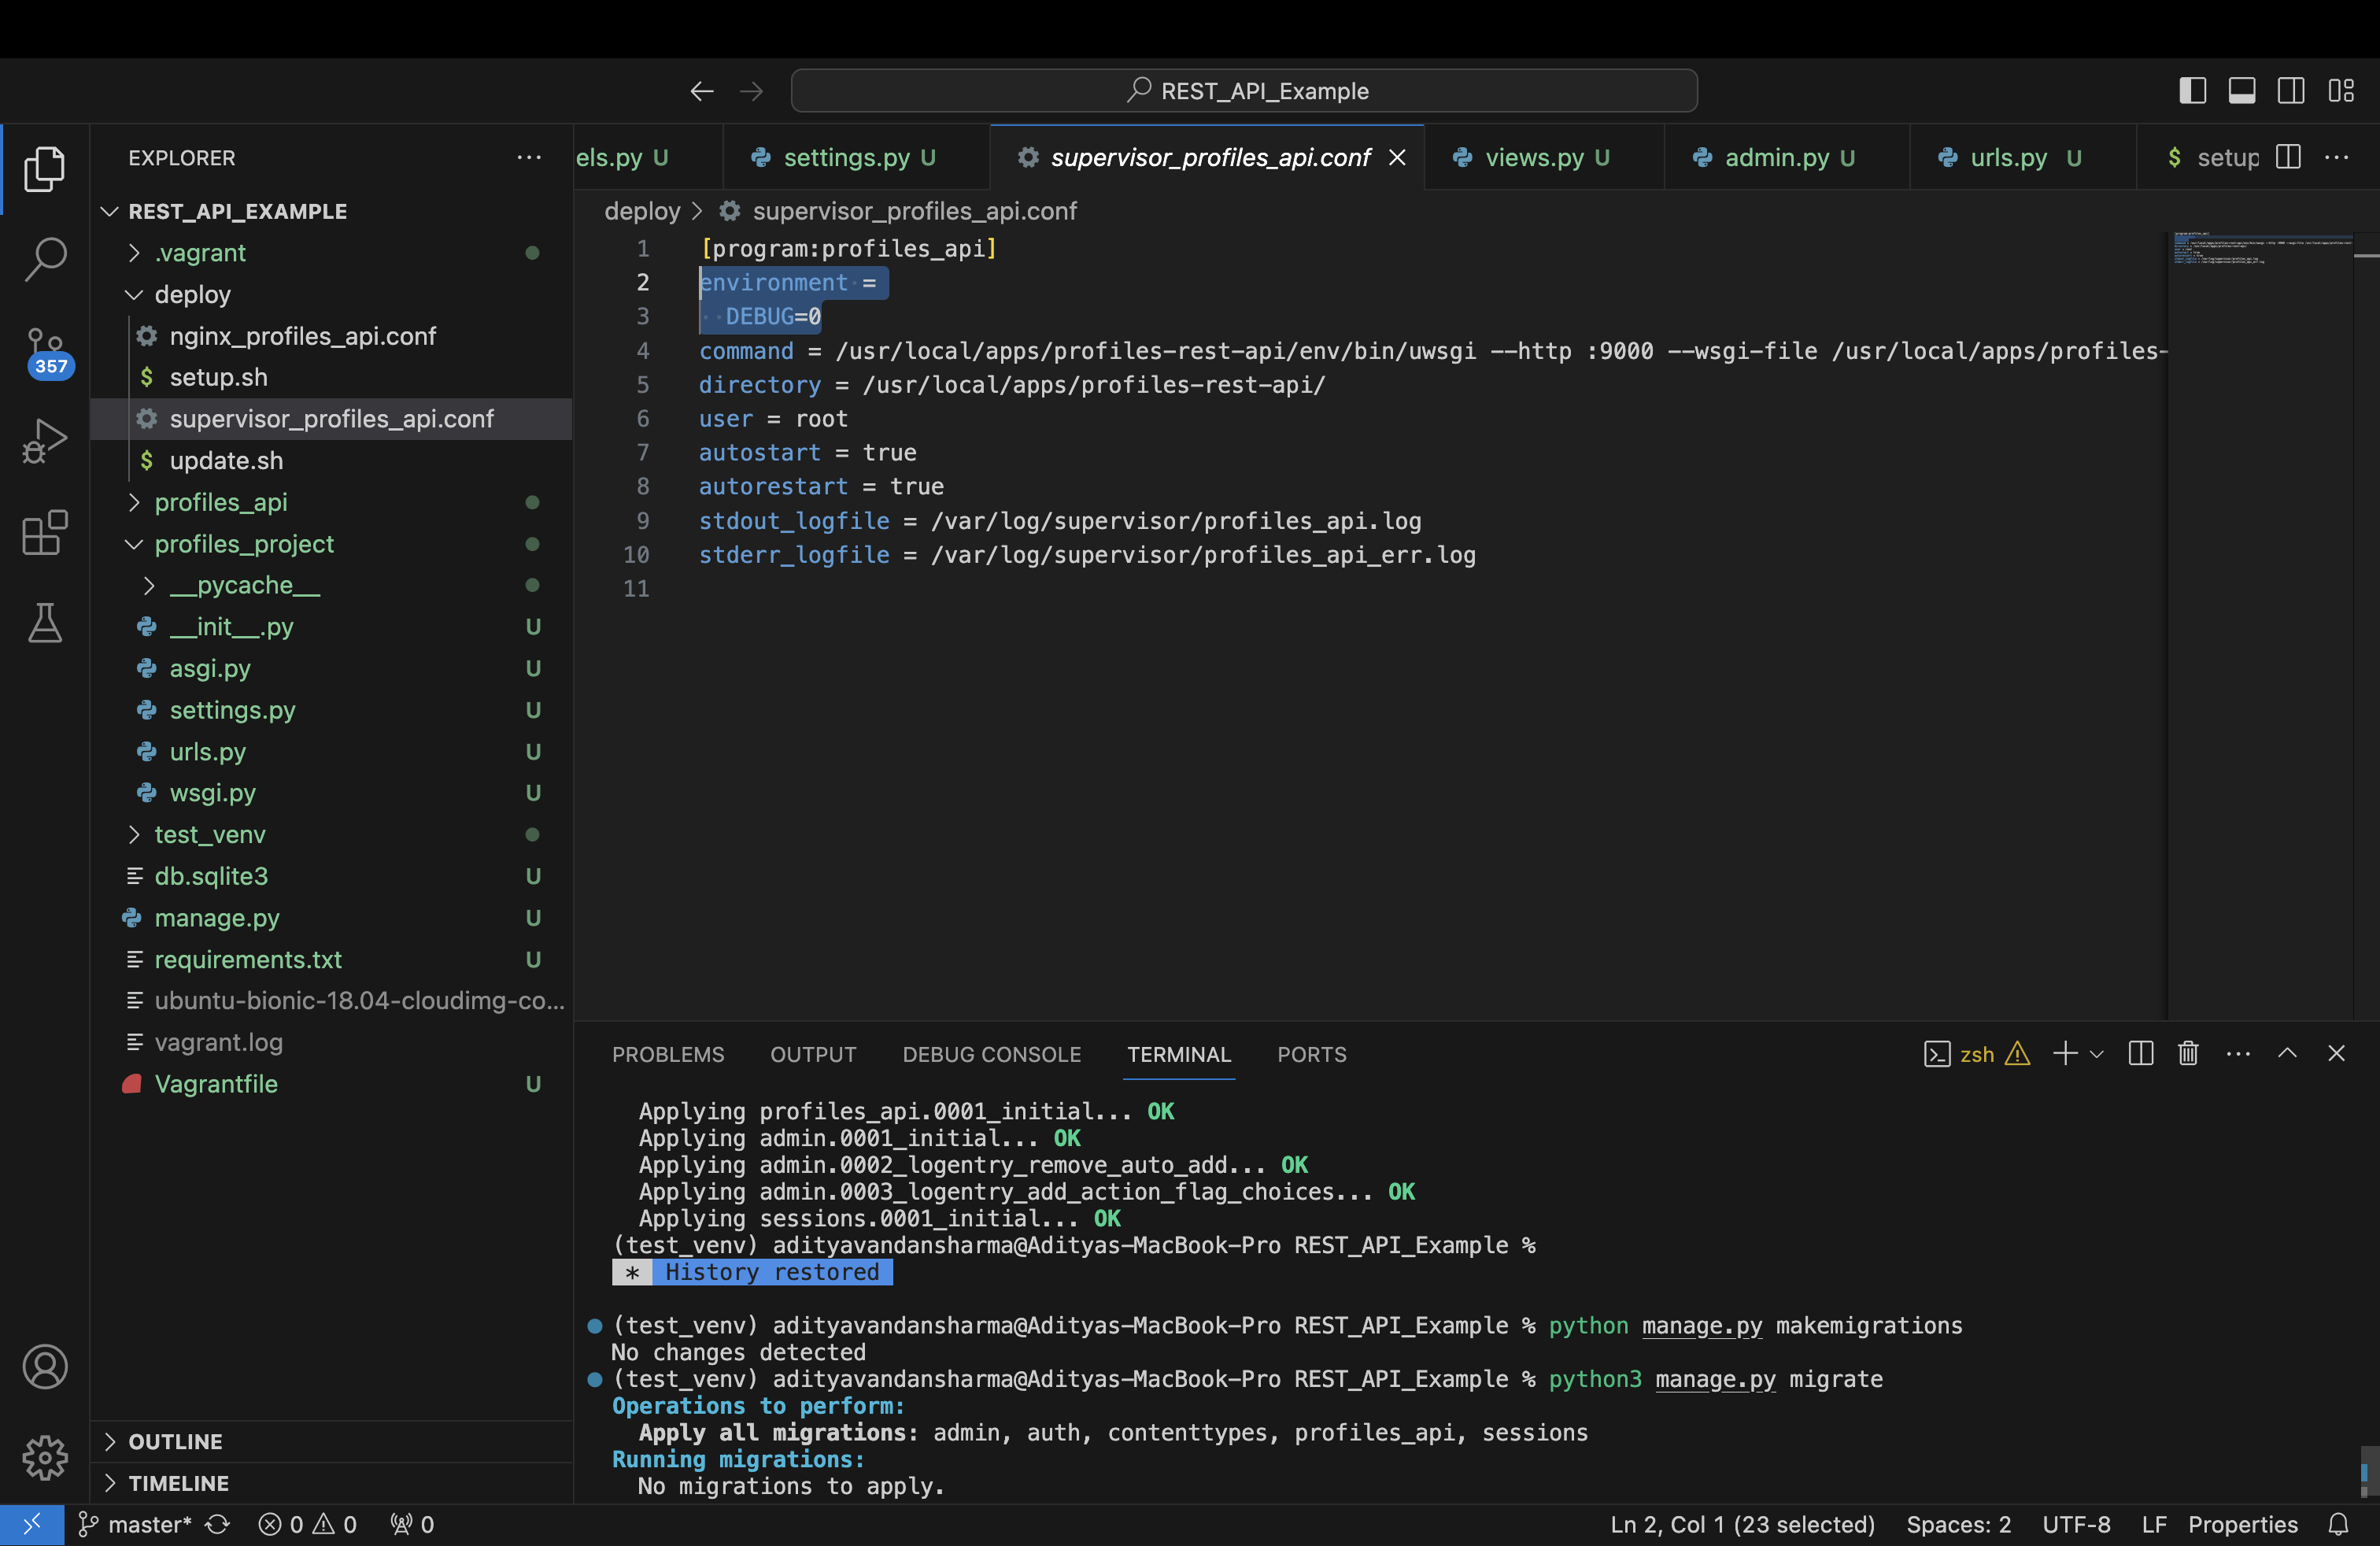 REST_API_Example
EXPLORER
els.py U
settings.py U
supervisor_profiles_api.conf
views.py U
admin.py U
urls.py U
$ setup
REST_API_EXAMPLE
.vagrant
deploy
nginx_profiles_api.conf
$ setup.sh
supervisor_profiles_api.conf
$ update.sh
profiles_api
profiles_project
__pycache__
__init__.py U
asgi.py U
settings.py U
urls.py U
wsgi.py U
test_venv
db.sqlite3 U
manage.py U
requirements.txt U
ubuntu-bionic-18.04-cloudimg-co...
vagrant.log
Vagrantfile U
OUTLINE
TIMELINE
357
deploy > supervisor_profiles_api.conf
1 [program:profiles_api]
2 environment =
3 DEBUG=0
4 command = /usr/local/apps/profiles-rest-api/env/bin/uwsgi --http :9000 --wsgi-file /usr/local/apps/profiles-
5 directory = /usr/local/apps/profiles-rest-api/
6 user = root
7 autostart = true
8 autorestart = true
9 stdout_logfile = /var/log/supervisor/profiles_api.log
10 stderr_logfile = /var/log/supervisor/profiles_api_err.log
11
PROBLEMS OUTPUT DEBUG CONSOLE TERMINAL PORTS
zsh
Applying profiles_api.0001_initial... OK
Applying admin.0001_initial... OK
Applying admin.0002_logentry_remove_auto_add... OK
Applying admin.0003_logentry_add_action_flag_choices... OK
Applying sessions.0001_initial... OK
(test_venv) adityavandansharma@Adityas-MacBook-Pro REST_API_Example %
* History restored
(test_venv) adityavandansharma@Adityas-MacBook-Pro REST_API_Example % python manage.py makemigrations
No changes detected
(test_venv) adityavandansharma@Adityas-MacBook-Pro REST_API_Example % python3 manage.py migrate
Operations to perform:
Apply all migrations: admin, auth, contenttypes, profiles_api, sessions
Running migrations:
No migrations to apply.
master* 0 0 0
Ln 2, Col 1 (23 selected) Spaces: 2 UTF-8 LF Properties